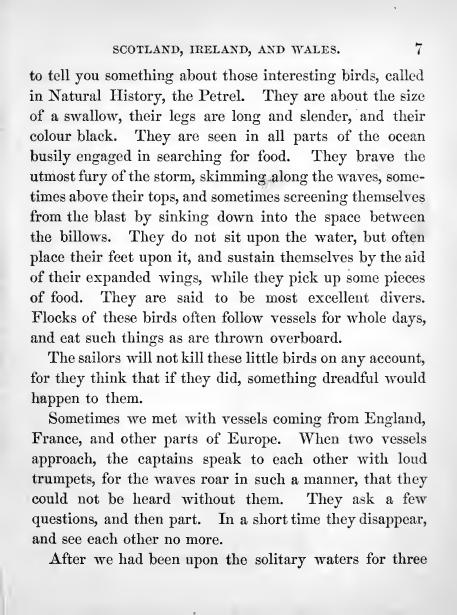 SCOTLAND, IRELAND, AND WALES. 7
to tell you something about those interesting birds, called
in Natural History, the Petrel. They are about the size
of a swallow, their legs are long and slender, and their
colour black. They are seen in all parts of the ocean
busily engaged in searching for food. They brave the
utmost fury of the storm, skimming along the waves, some-
times above their tops, and sometimes screening themselves
from the blast by sinking down into the space between
the billows. They do not sit upon the water, but often
place their feet upon it, and sustain themselves by the aid
of their expanded wings, while they pick up some pieces
of food. They are said to be most excellent divers.
Flocks of these birds often follow vessels for whole days,
and eat such things as are thrown overboard.
The sailors will not kill these little birds on any account,
for they think that if they did, something dreadful would
happen to them.
Sometimes we met with vessels coming from England,
France, and other parts of Europe. When two vessels
approach, the captains speak to each other with loud
trumpets, for the waves roar in such a manner, that they
could not be heard without them. They ask a few
questions, and then part. In a short time they disappear,
and see each other no more.
After we had been upon the solitary waters for three